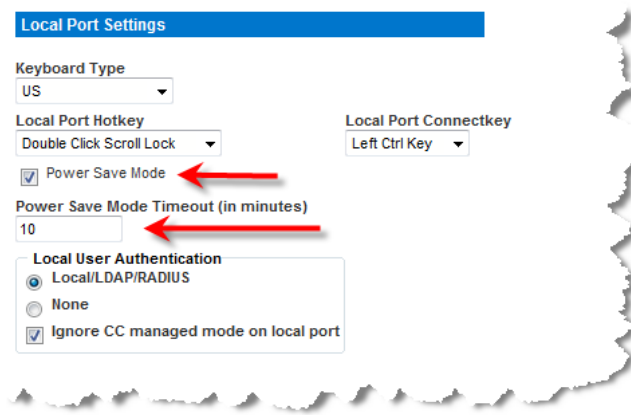 Local Port Settings
Keyboard Type
US
Local Port Hotkey
Local Port Connectkey
Double Click Scroll Lock
Left Ctrl Key
Power Save Mode
Power Save Mode Timeout (in minutes)
10
Local User Authentication
Local/LDAP/RADIUS
None
Ignore CC managed mode on local port